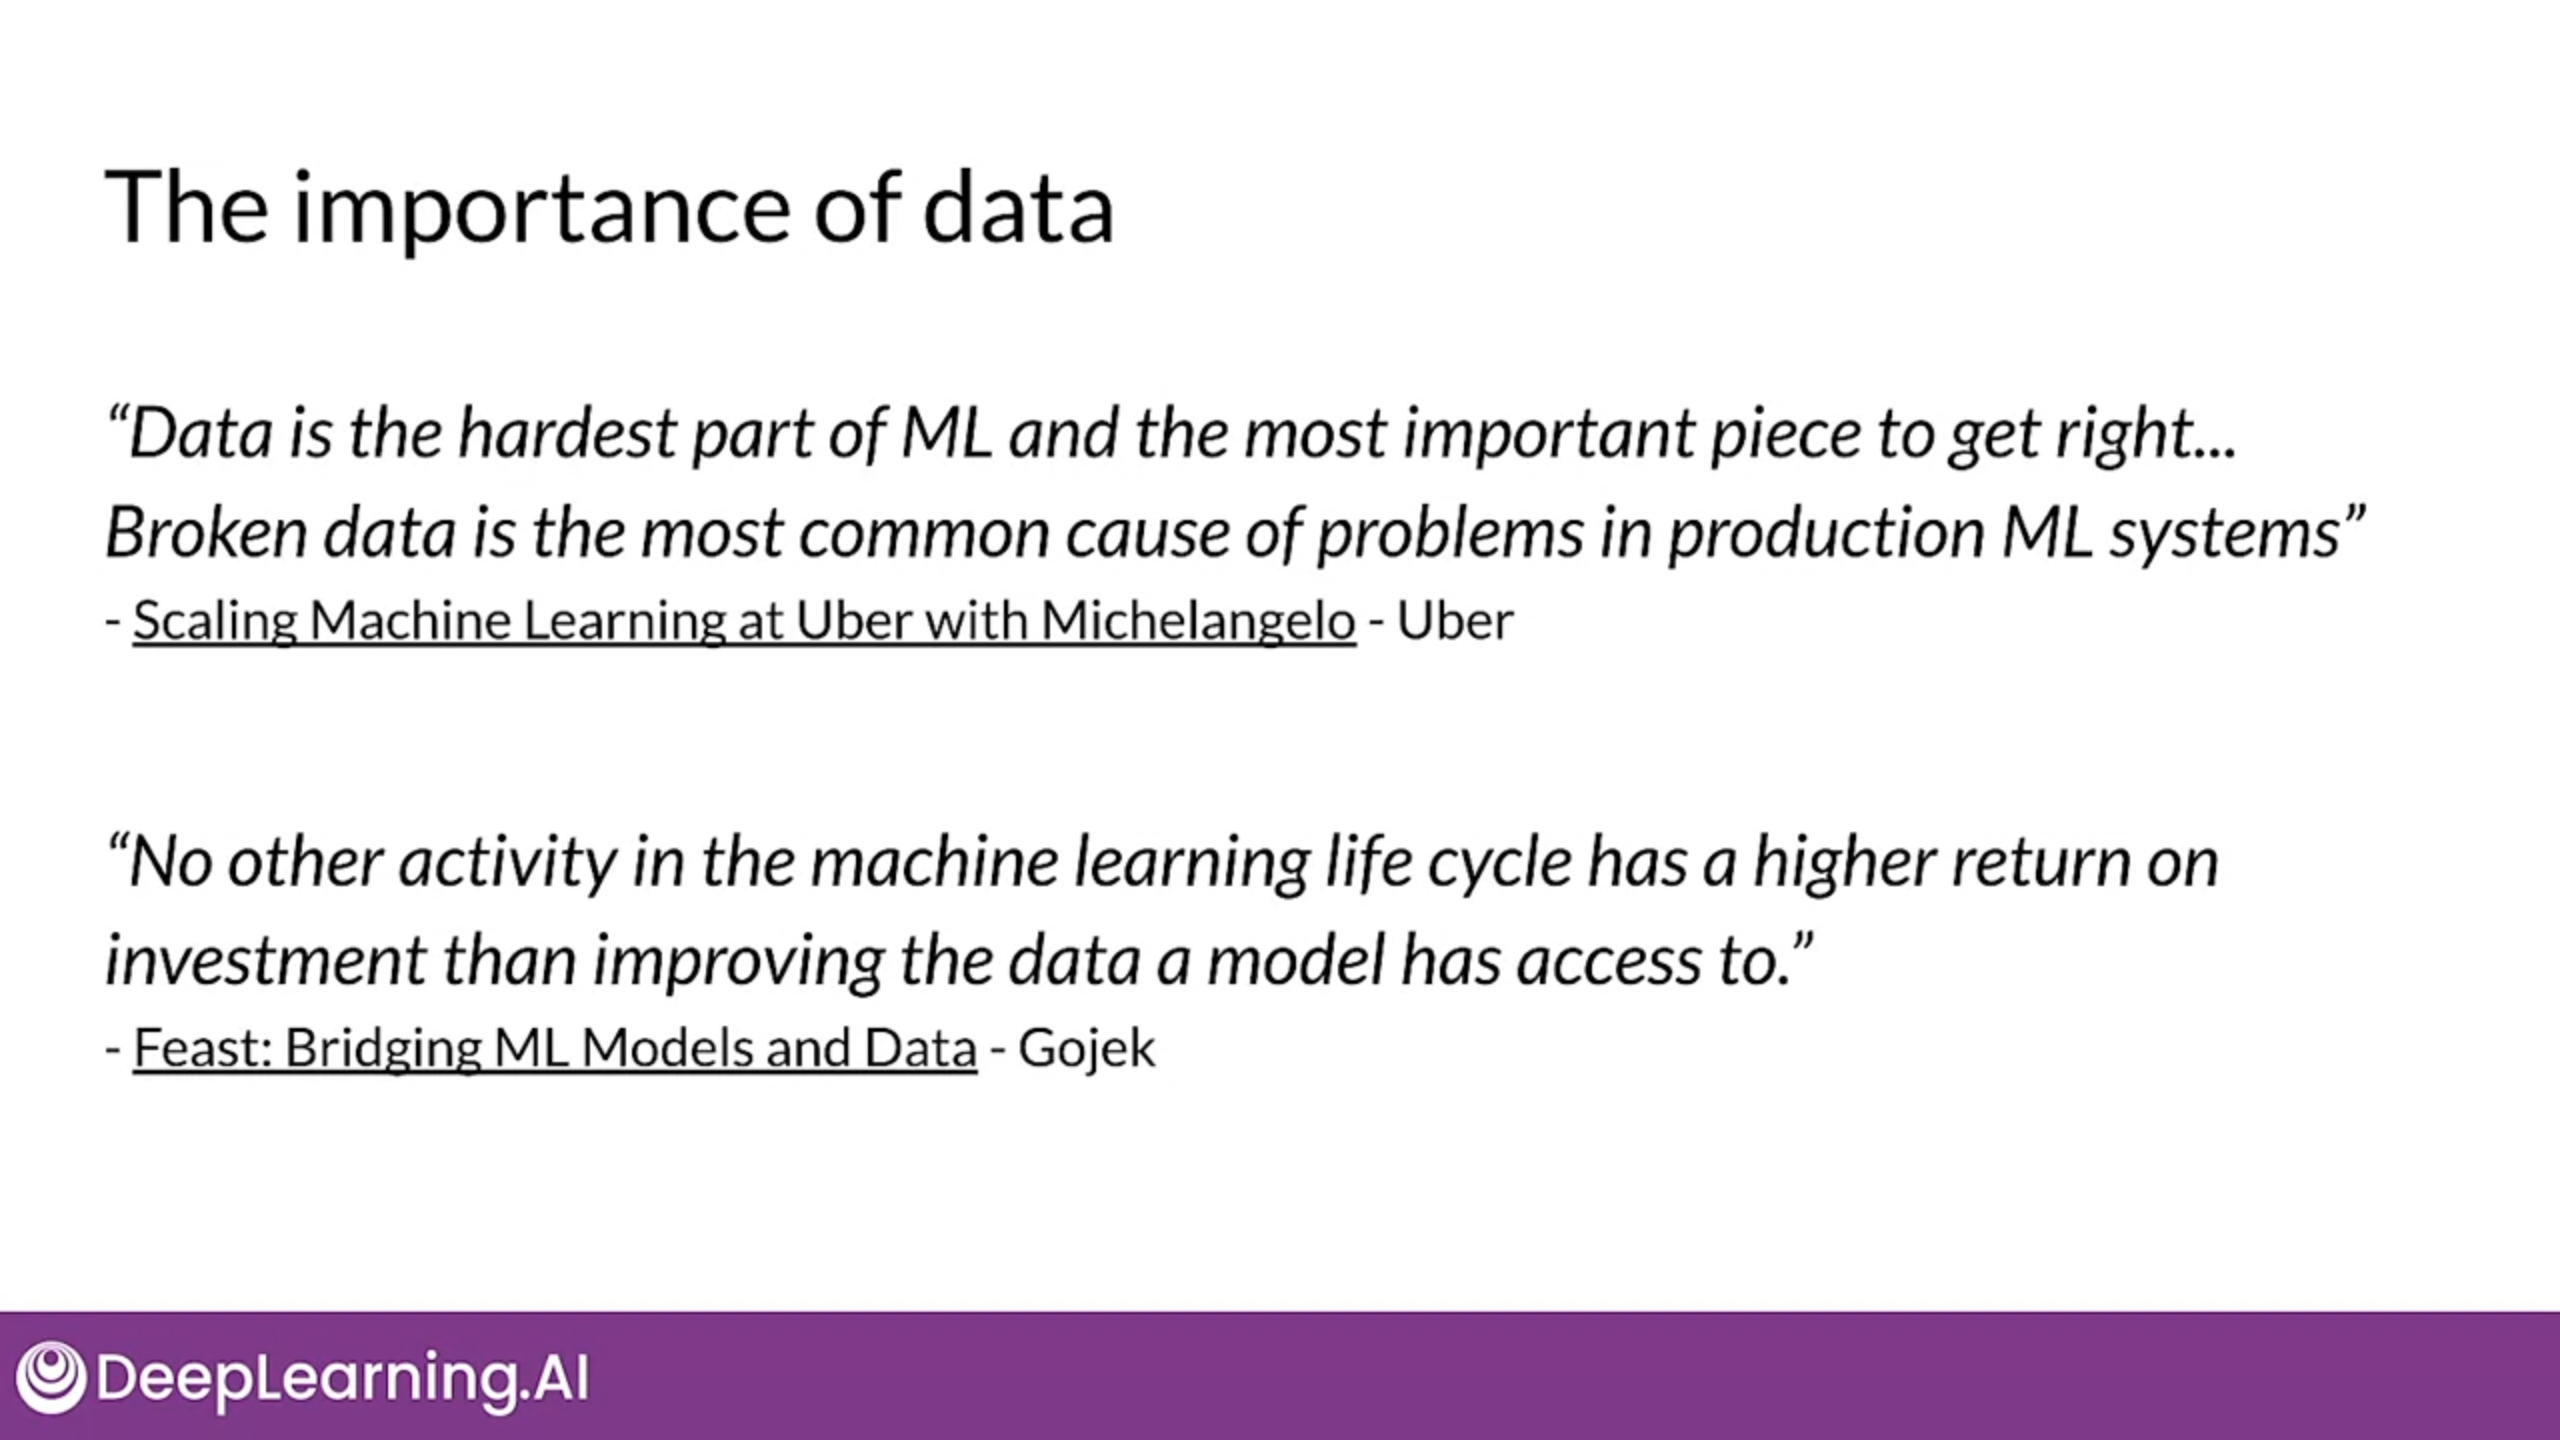 The importance of data
“Data is the hardest part of ML and the most important piece to get right...
Broken data is the most common cause of problems in production ML systems”
- Scaling Machine Learning at Uber with Michelangelo - Uber
“No other activity in the machine learning life cycle has a higher return on
investment than improving the data a model has access to.”
- Feast: Bridging ML Models and Data - Gojek
DeepLearning.AI